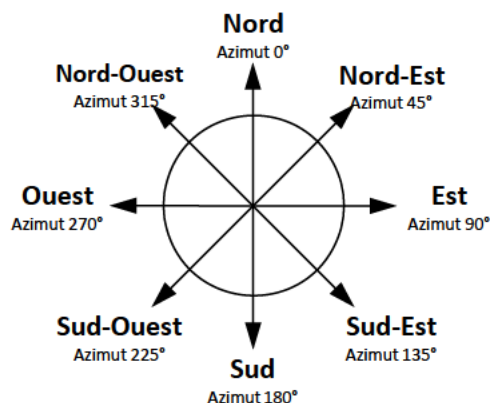 Nord
Azimut 0°
Nord-Ouest
Azimut 315°
Nord-Est
Azimut 45°
Ouest
Azimut 270°
Est
Azimut 90°
Sud-Ouest
Azimut 225°
Sud-Est
Azimut 135°
Sud
Azimut 180°